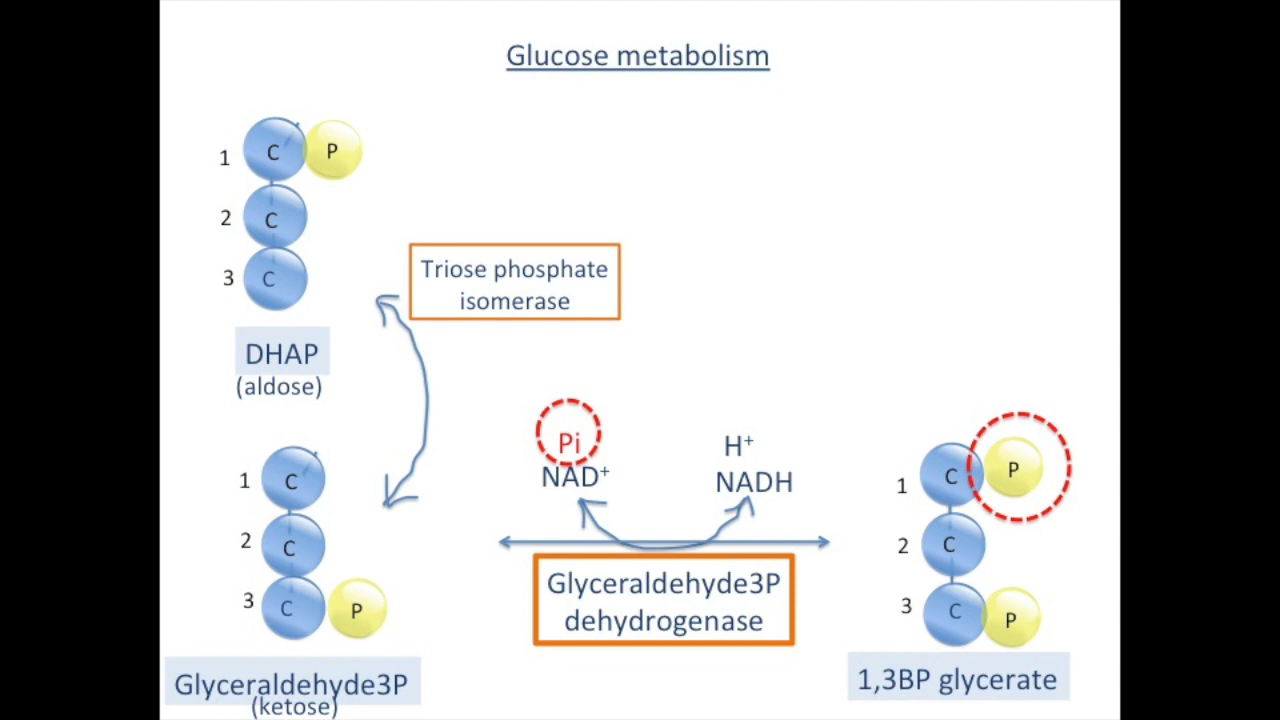 Glucose metabolism
1 C P
2 C
3 C
DHAP
(aldose)
Triose phosphate
isomerase
1 C
2 C
3 C P
Glyceraldehyde3P
(ketose)
Pi
NAD⁺
H⁺
NADH
Glyceraldehyde3P
dehydrogenase
1 C P
2 C
3 C P
1,3BP glycerate